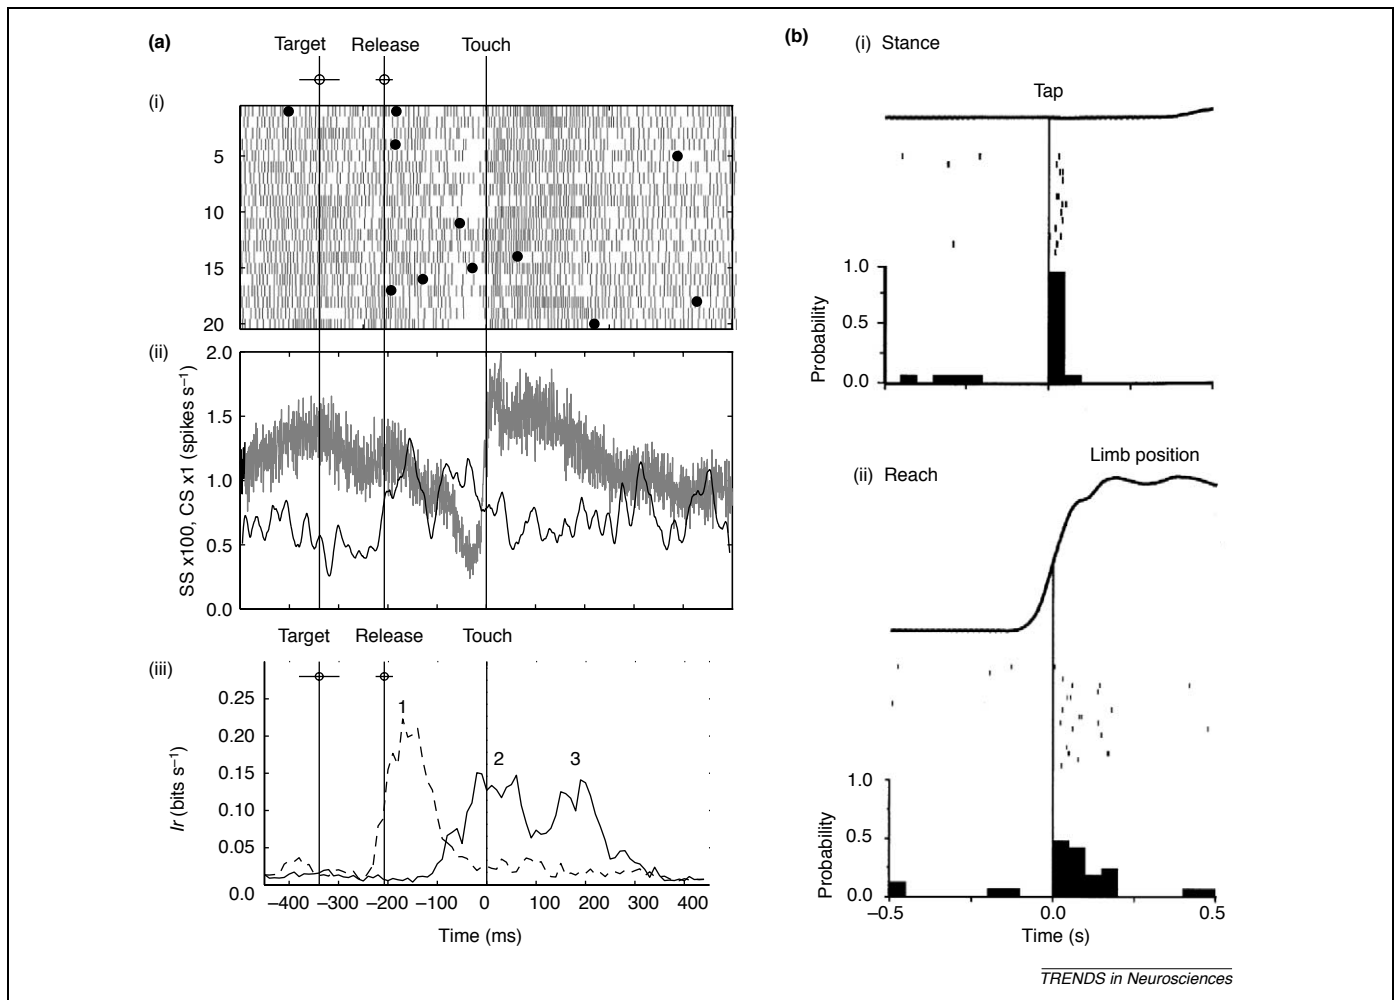 (a)
Target Release Touch
(i)
5
10
15
20
(ii)
SS x100, CS x1 (spikes s⁻¹)
2.0
1.5
1.0
0.5
0.0
Target Release Touch
(iii)
Ir (bits s⁻¹)
0.25
0.20
0.15
0.10
0.05
0.0
1
2
3
–400 –300 –200 –100 0 100 200 300 400
Time (ms)
(b)
(i) Stance
Tap
Probability
1.0
0.5
0.0
(ii) Reach
Limb position
Probability
1.0
0.5
0.0
–0.5 0.0 0.5
Time (s)
TRENDS in Neurosciences